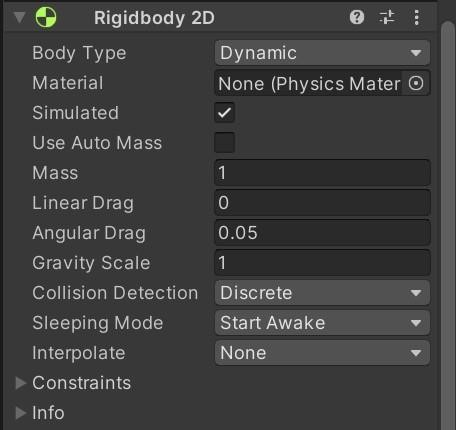 Rigidbody 2D
Body Type Dynamic
Material None (Physics Mater
Simulated
Use Auto Mass
Mass 1
Linear Drag 0
Angular Drag 0.05
Gravity Scale 1
Collision Detection Discrete
Sleeping Mode Start Awake
Interpolate None
Constraints
Info